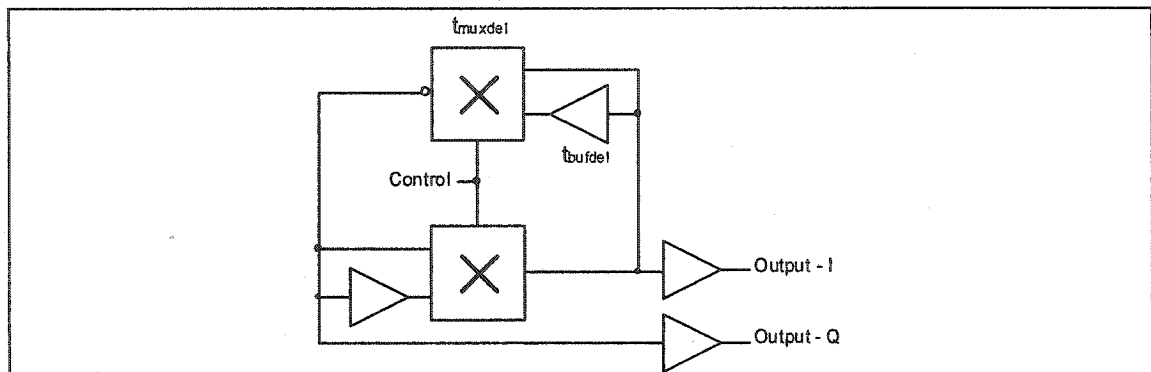 tmuxdel
tbufdel
Control
Output - I
Output - Q